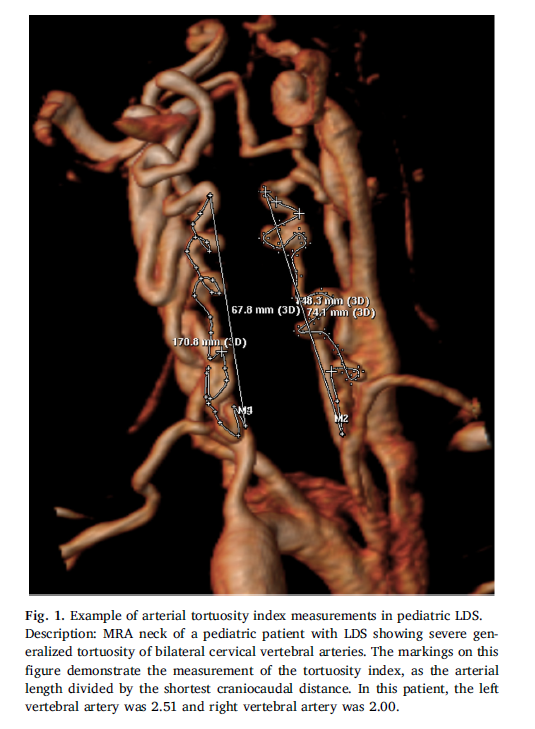 148.3 mm (3D)
67.8 mm (3D) 74.1 mm (3D)
170.8 mm (3D)
M2
Fig. 1. Example of arterial tortuosity index measurements in pediatric LDS.
Description: MRA neck of a pediatric patient with LDS showing severe gen-
eralized tortuosity of bilateral cervical vertebral arteries. The markings on this
figure demonstrate the measurement of the tortuosity index, as the arterial
length divided by the shortest craniocaudal distance. In this patient, the left
vertebral artery was 2.51 and right vertebral artery was 2.00.